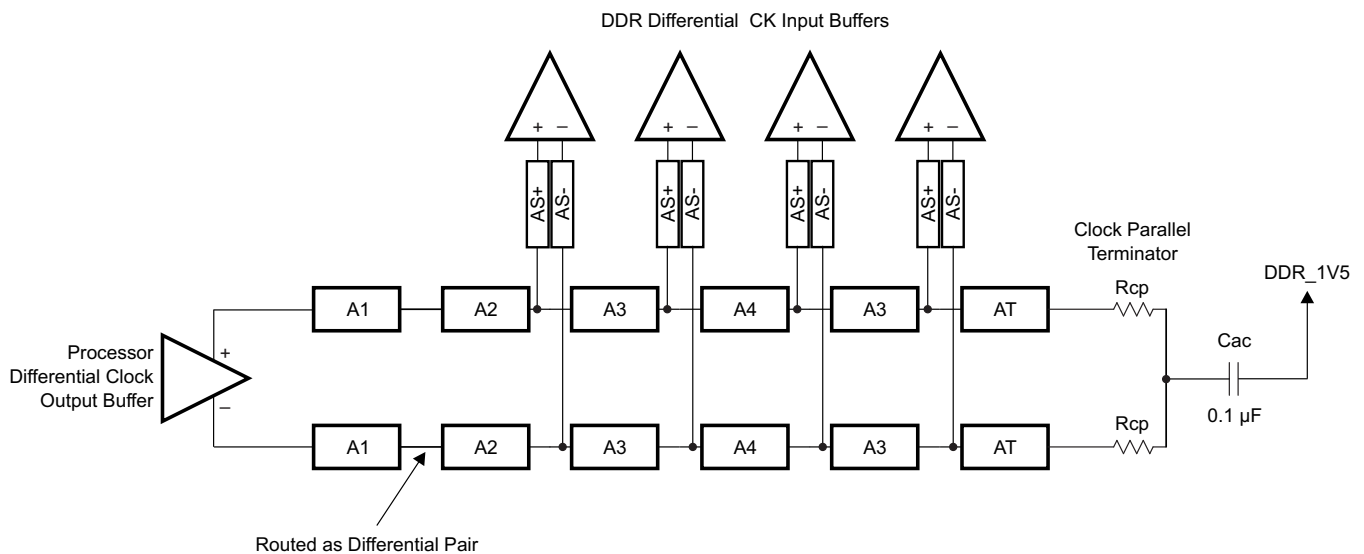 DDR Differential CK Input Buffers
+ − + − + − + −
AS+ AS- AS+ AS- AS+ AS- AS+ AS-
Clock Parallel
Terminator
DDR_1V5
A1 A2 A3 A4 A3 AT Rcp
Processor
Differential Clock
Output Buffer
+
−
Cac
0.1 µF
A1 A2 A3 A4 A3 AT Rcp
Routed as Differential Pair